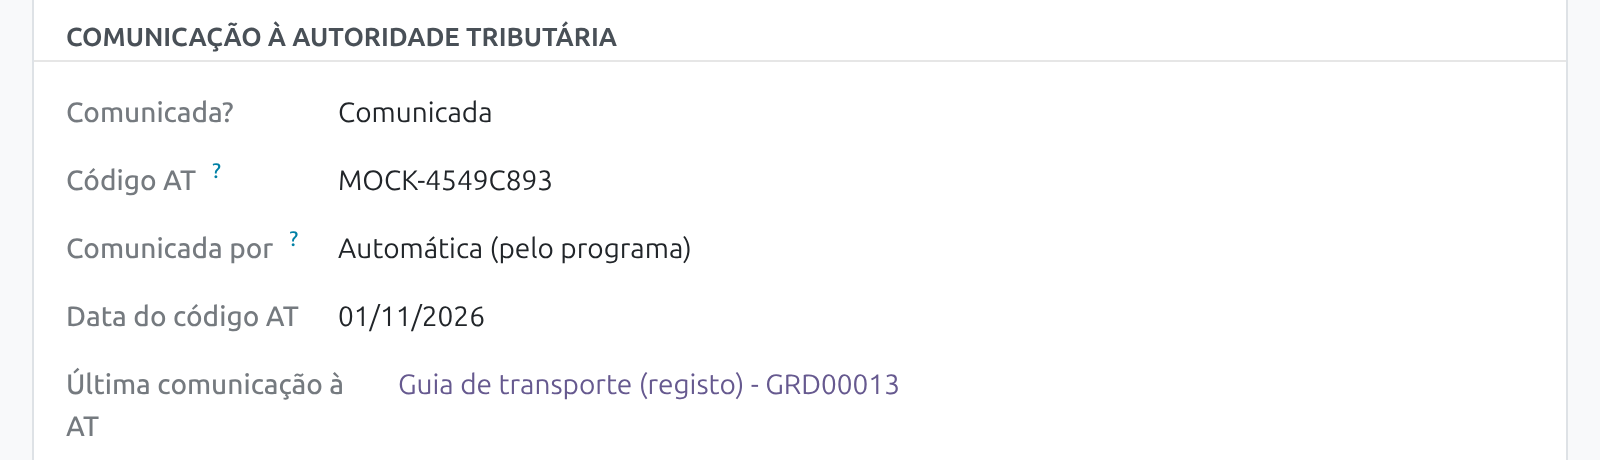 COMUNICAÇÃO À AUTORIDADE TRIBUTÁRIA
Comunicada? Comunicada
Código AT ? MOCK-4549C893
Comunicada por ? Automática (pelo programa)
Data do código AT 01/11/2026
Última comunicação à AT Guia de transporte (registo) - GRD00013